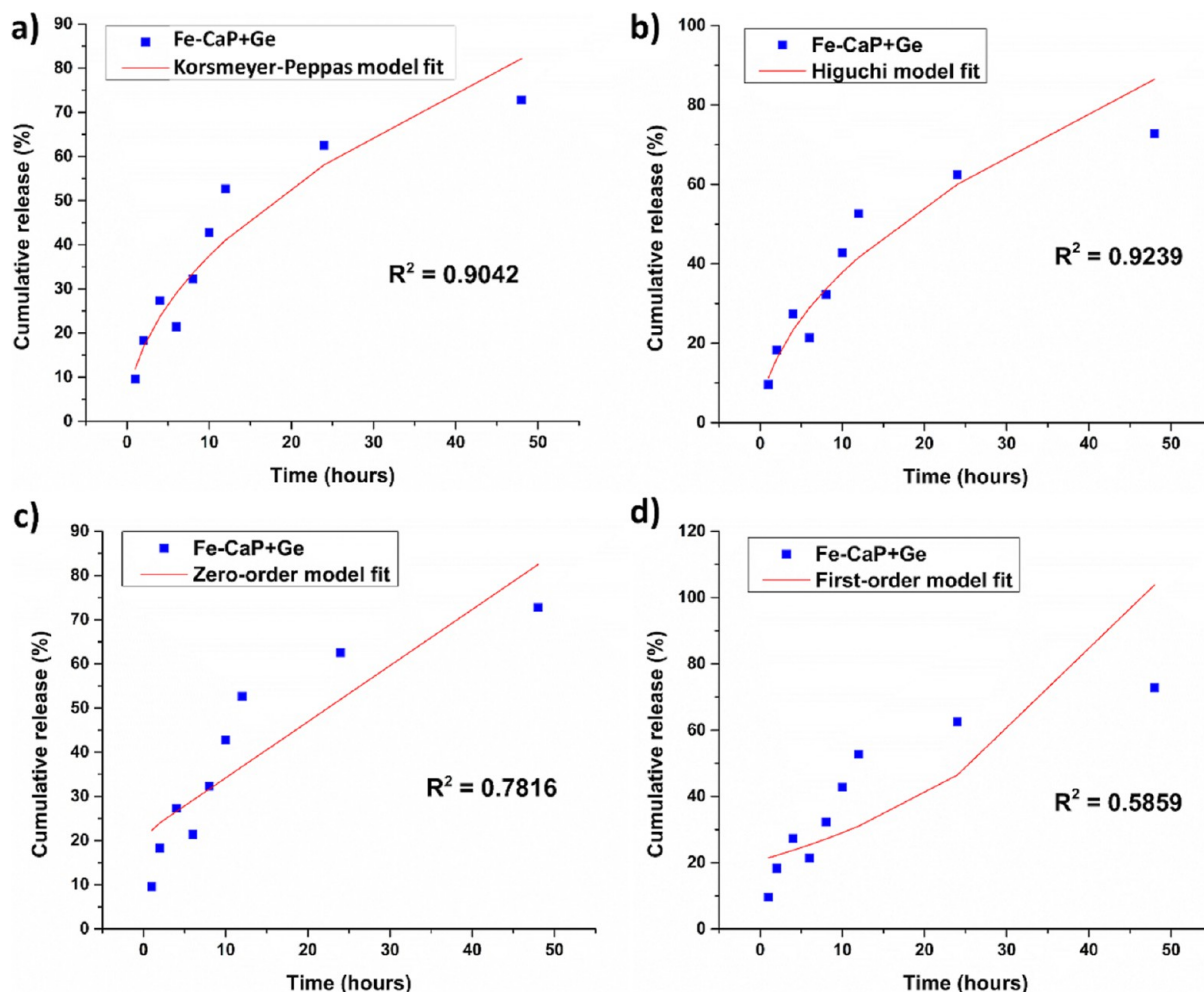 a)
Fe-CaP+Ge
Korsmeyer-Peppas model fit
90
80
70
60
50
40
30
20
10
0
Cumulative release (%)
R² = 0.9042
0 10 20 30 40 50
Time (hours)
b)
Fe-CaP+Ge
Higuchi model fit
100
80
60
40
20
0
Cumulative release (%)
R² = 0.9239
0 10 20 30 40 50
Time (hours)
c)
Fe-CaP+Ge
Zero-order model fit
90
80
70
60
50
40
30
20
10
0
Cumulative release (%)
R² = 0.7816
0 10 20 30 40 50
Time (hours)
d)
Fe-CaP+Ge
First-order model fit
120
100
80
60
40
20
0
Cumulative release (%)
R² = 0.5859
0 10 20 30 40 50
Time (hours)